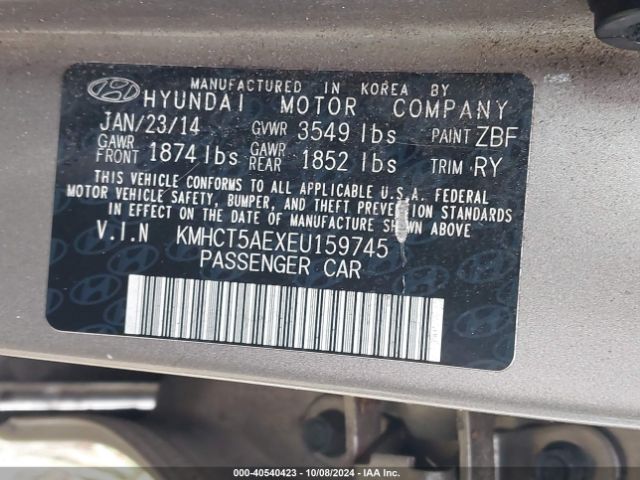 MANUFACTURED IN KOREA BY
HYUNDAI MOTOR COMPANY
JAN/23/14 GVWR 3549 lbs PAINT ZBF
GAWR FRONT 1874 lbs GAWR REAR 1852 lbs TRIM RY
THIS VEHICLE CONFORMS TO ALL APPLICABLE U.S.A. FEDERAL
MOTOR VEHICLE SAFETY, BUMPER, AND THEFT PREVENTION STANDARDS
IN EFFECT ON THE DATE OF MANUFACTURE SHOWN ABOVE.
V.I.N KMHCT5AEXEU159745
PASSENGER CAR
000-40540423 - 10/08/2024 - IAA Inc.